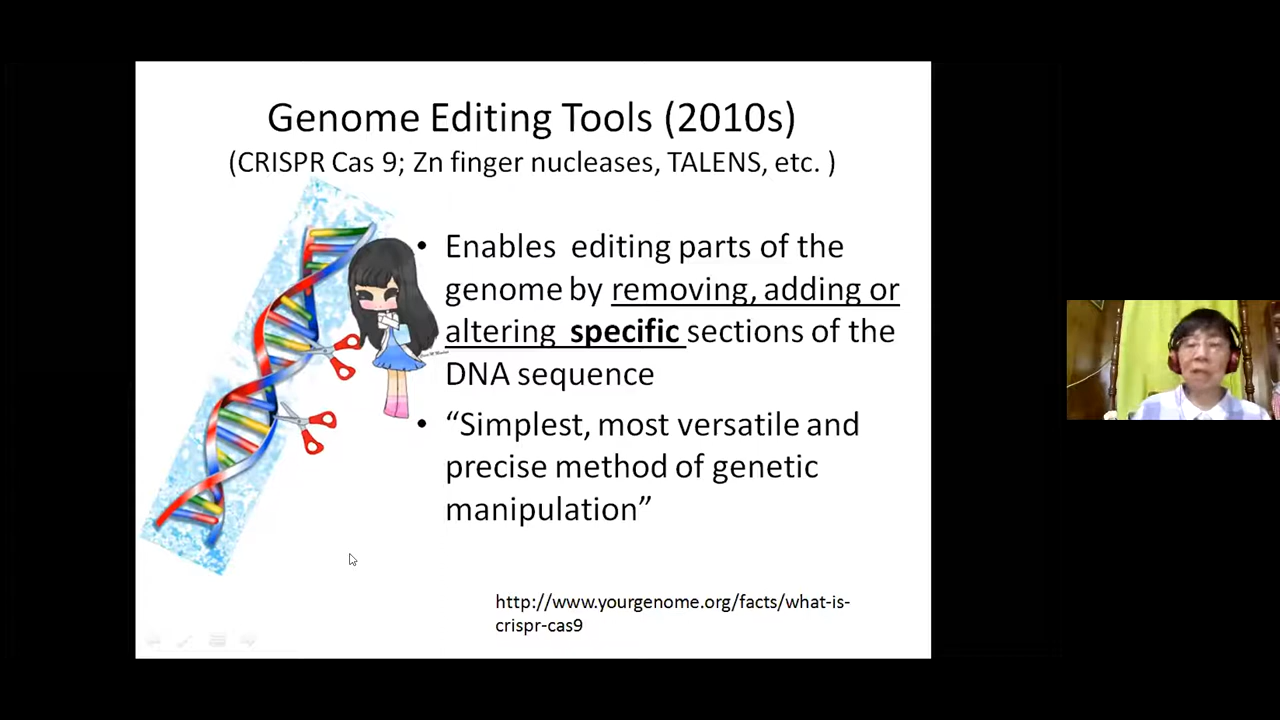 Genome Editing Tools (2010s)
(CRISPR Cas 9; Zn finger nucleases, TALENS, etc. )
• Enables editing parts of the
genome by removing, adding or
altering specific sections of the
DNA sequence
• “Simplest, most versatile and
precise method of genetic
manipulation”
http://www.yourgenome.org/facts/what-is-
crispr-cas9